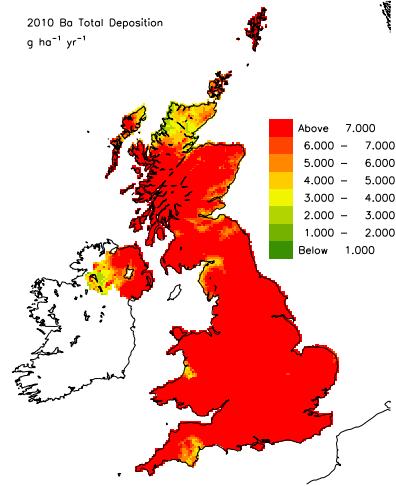 2010 Ba Total Deposition
g ha⁻¹ yr⁻¹
Above 7.000
6.000 – 7.000
5.000 – 6.000
4.000 – 5.000
3.000 – 4.000
2.000 – 3.000
1.000 – 2.000
Below 1.000